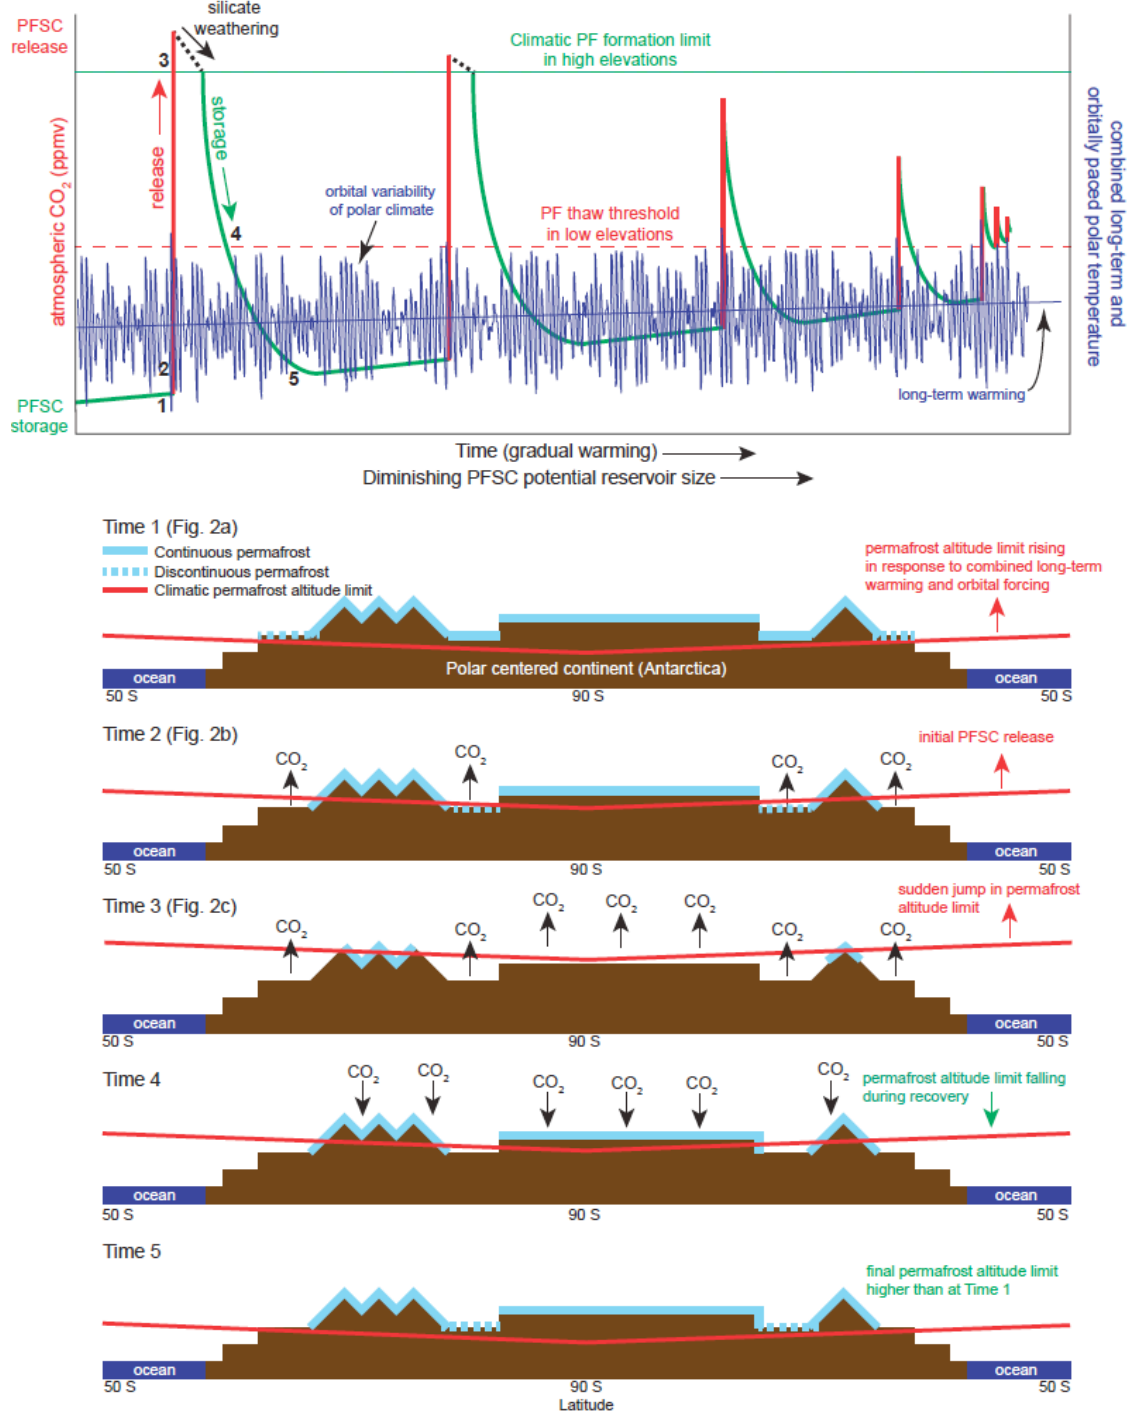 PFSC
release
silicate
weathering
3
Climatic PF formation limit
in high elevations
storage
release
atmospheric CO2 (ppmv)
orbital variability
of polar climate
PF thaw threshold
in low elevations
4
2
5
1
PFSC
storage
long-term warming
combined long-term and
orbitally paced polar temperature
Time (gradual warming)
Diminishing PFSC potential reservoir size
Time 1 (Fig. 2a)
Continuous permafrost
Discontinuous permafrost
Climatic permafrost altitude limit
permafrost altitude limit rising
in response to combined long-term
warming and orbital forcing
Polar centered continent (Antarctica)
ocean
ocean
50 S
90 S
50 S
Time 2 (Fig. 2b)
CO2
CO2
CO2
CO2
initial PFSC release
ocean
ocean
50 S
90 S
50 S
Time 3 (Fig. 2c)
sudden jump in permafrost
altitude limit
CO2
CO2
CO2
CO2
CO2
CO2
CO2
ocean
ocean
50 S
90 S
50 S
Time 4
CO2
CO2
CO2
CO2
CO2
CO2
permafrost altitude limit falling
during recovery
ocean
ocean
50 S
90 S
50 S
Time 5
final permafrost altitude limit
higher than at Time 1
ocean
ocean
50 S
90 S
50 S
Latitude